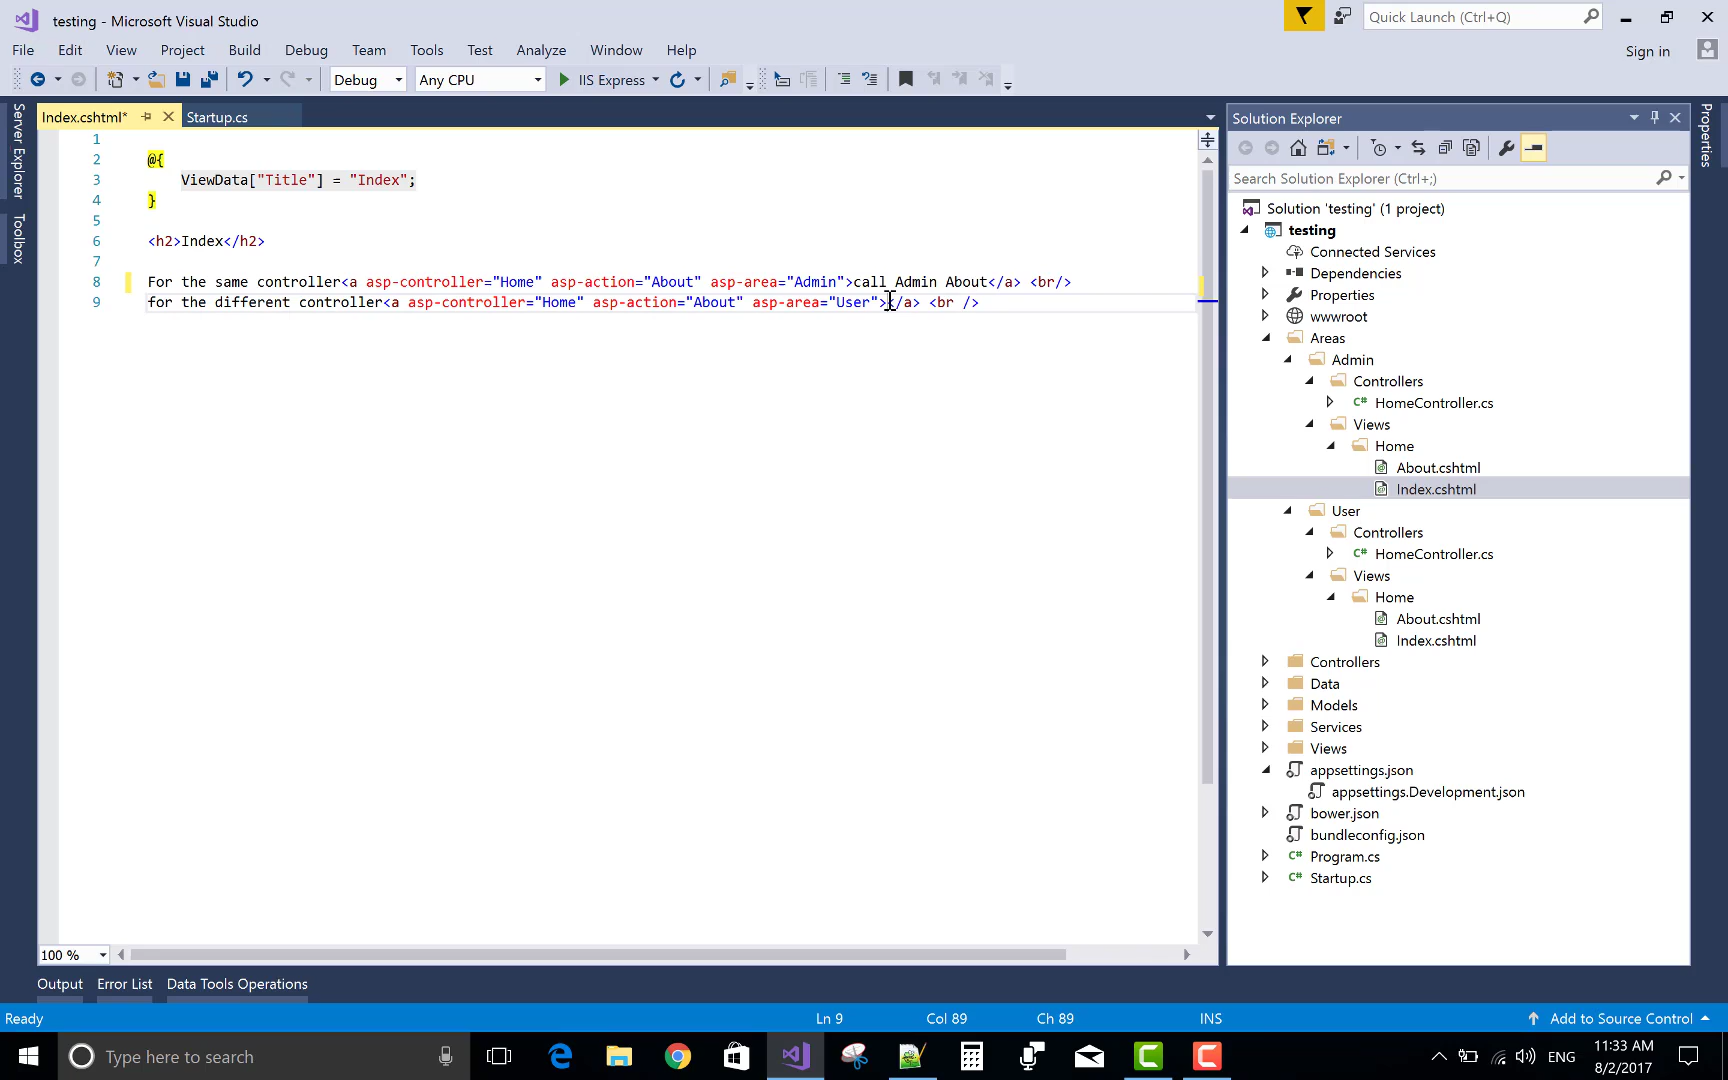 testing - Microsoft Visual Studio
Quick Launch (Ctrl+Q)
File Edit View Project Build Debug Team Tools Test Analyze Window Help
Sign in
Debug Any CPU IIS Express
Server Explorer
Toolbox
Index.cshtml* Startup.cs
1
2 @{
3 ViewData["Title"] = "Index";
4 }
5
6 <h2>Index</h2>
7
8 For the same controller<a asp-controller="Home" asp-action="About" asp-area="Admin">call Admin About</a> <br/>
9 for the different controller<a asp-controller="Home" asp-action="About" asp-area="User"></a> <br />
100 %
Solution Explorer
Search Solution Explorer (Ctrl+;)
Solution 'testing' (1 project)
testing
Connected Services
Dependencies
Properties
wwwroot
Areas
Admin
Controllers
C# HomeController.cs
Views
Home
About.cshtml
Index.cshtml
User
Controllers
C# HomeController.cs
Views
Home
About.cshtml
Index.cshtml
Controllers
Data
Models
Services
Views
appsettings.json
appsettings.Development.json
bower.json
bundleconfig.json
C# Program.cs
C# Startup.cs
Properties
Output Error List Data Tools Operations
Ready Ln 9 Col 89 Ch 89 INS Add to Source Control
Type here to search
ENG
11:33 AM
8/2/2017